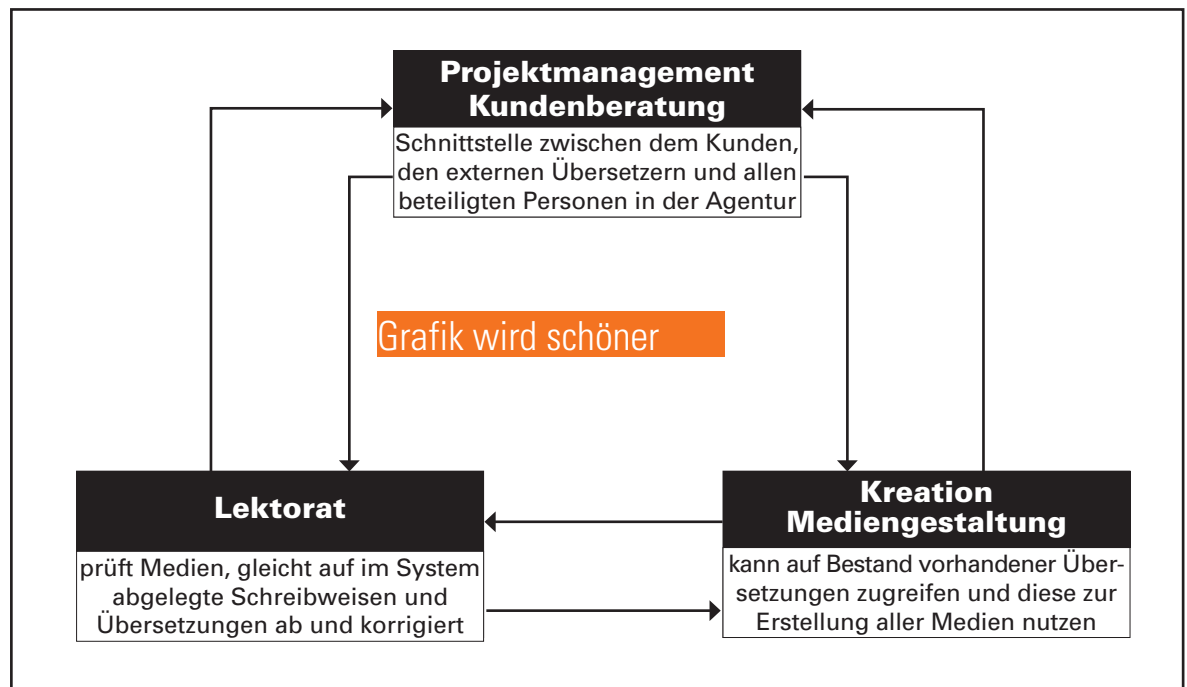 Projektmanagement
Kundenberatung
Schnittstelle zwischen dem Kunden,
den externen Übersetzern und allen
beteiligten Personen in der Agentur
Grafik wird schöner
Lektorat
prüft Medien, gleicht auf im System
abgelegte Schreibweisen und
Übersetzungen ab und korrigiert
Kreation
Mediengestaltung
kann auf Bestand vorhandener Über-
setzungen zugreifen und diese zur
Erstellung aller Medien nutzen